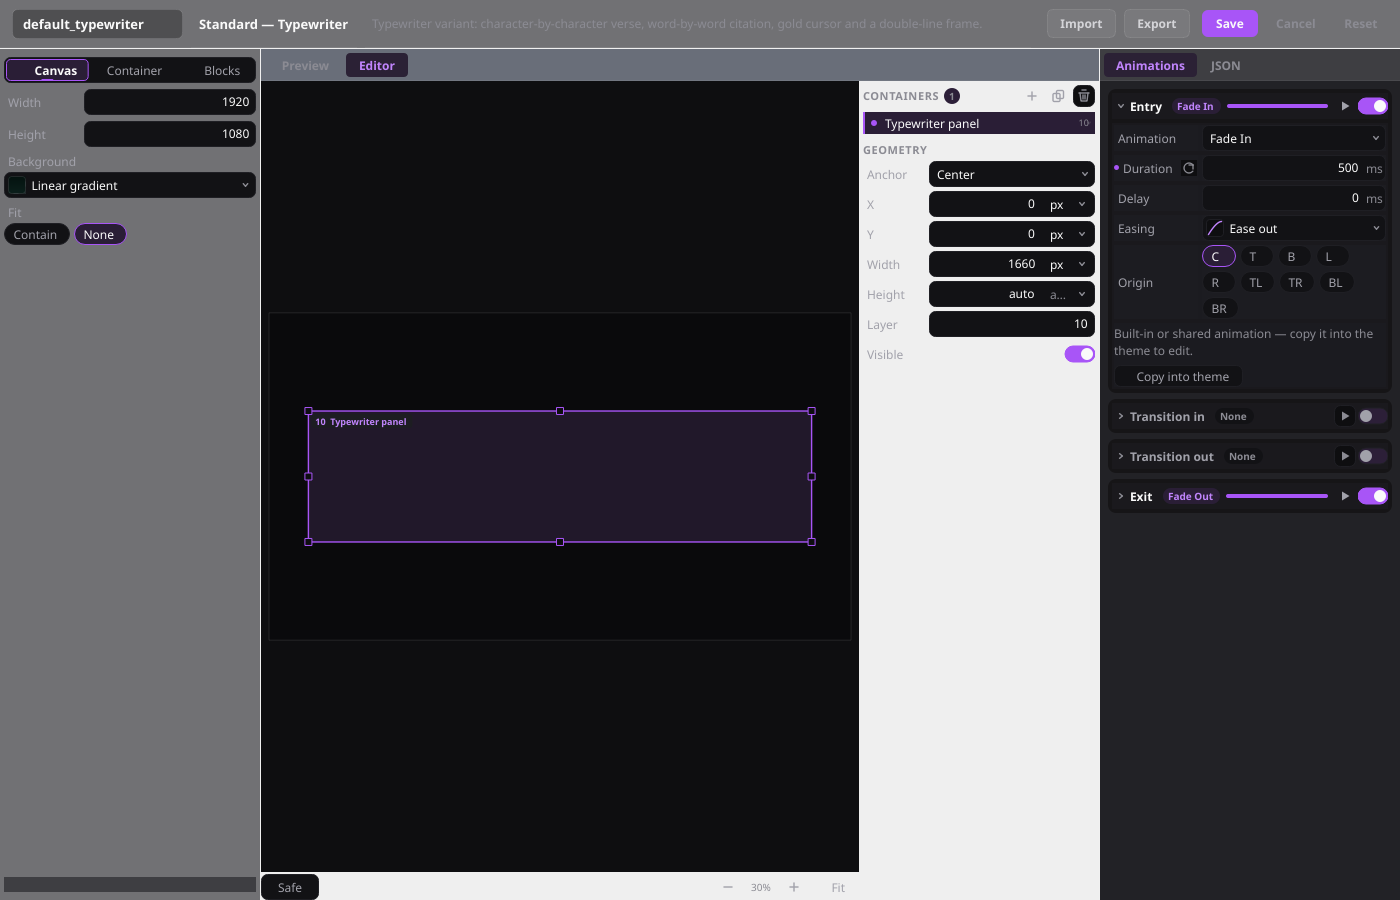 default_typewriter
Standard — Typewriter
Typewriter variant: character-by-character verse, word-by-word citation, gold cursor and a double-line frame.
Import
Export
Save
Cancel
Reset
Canvas
Container
Blocks
Width
1920
Height
1080
Background
Linear gradient
Fit
Contain
None
Preview
Editor
10 Typewriter panel
Safe
30%
Fit
CONTAINERS 1
Typewriter panel
10
GEOMETRY
Anchor
Center
X
0 px
Y
0 px
Width
1660 px
Height
auto a...
Layer
10
Visible
Animations
JSON
Entry
Fade In
Animation
Fade In
Duration
500 ms
Delay
0 ms
Easing
Ease out
Origin
C T B L
R TL TR BL
BR
Built-in or shared animation — copy it into the
theme to edit.
Copy into theme
Transition in
None
Transition out
None
Exit
Fade Out